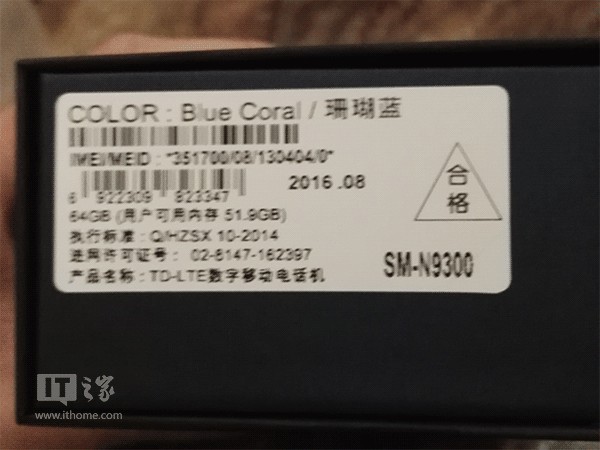 COLOR : Blue Coral / 珊瑚蓝
IMEI/MEID : *351700/08/130404/0*
2016.08
6 922309 823347
64GB (用户可用内存 51.9GB)
执行标准：Q/HZSX 10-2014
进网许可证号： 02-8147-162397
产品名称：TD-LTE数字移动电话机
合格
SM-N9300
IT之家
www.ithome.com